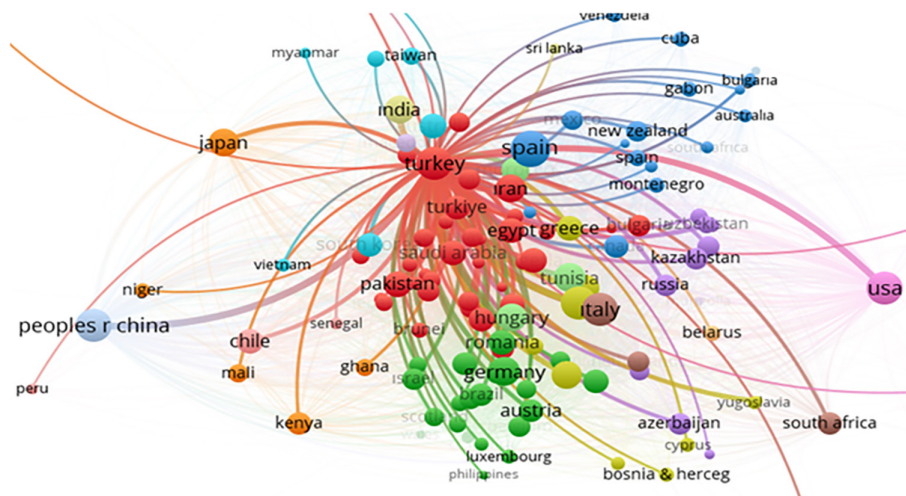 venezuela
cuba
myanmar
taiwan
sri lanka
bulgaria
gabon
india
australia
mexico
new zealand
japan
spain
south africa
turkey
spain
iran
montenegro
turkiye
egypt
greece
bulgaria
uzbekistan
south korea
saudi arabia
canada
kazakhstan
vietnam
tunisia
pakistan
russia
usa
niger
italy
peoples r china
senegal
brunei
hungary
belarus
chile
romania
mali
ghana
israel
germany
peru
brazil
yugoslavia
austria
kenya
azerbaijan
south africa
cyprus
luxembourg
philippines
bosnia & herceg